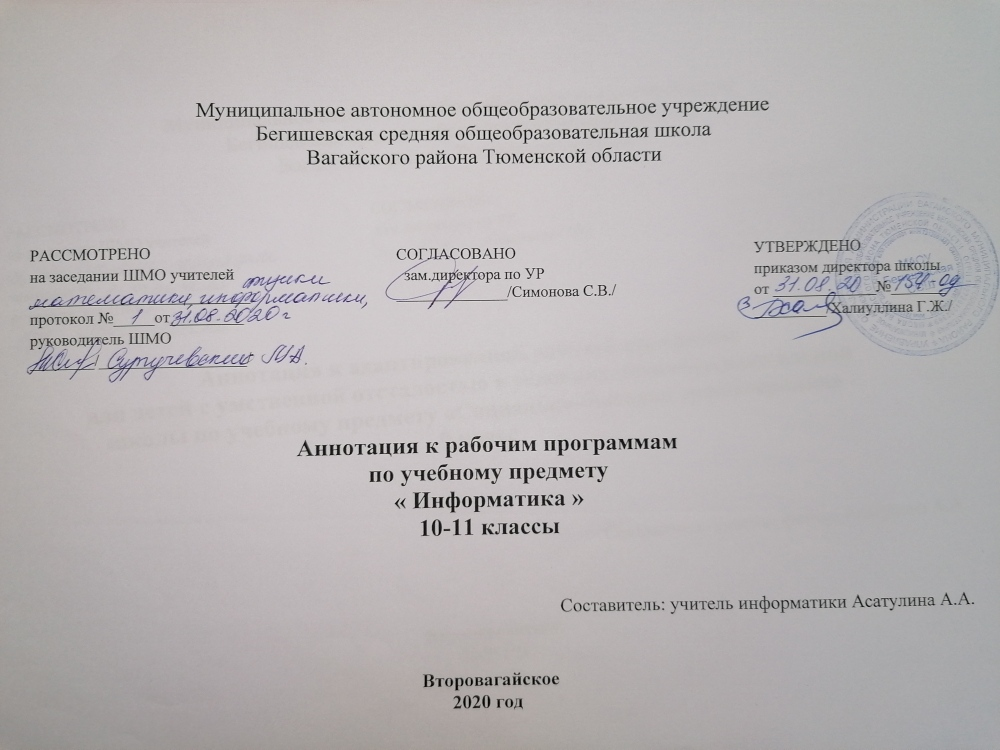 Муниципальное автономное общеобразовательное учреждение
Бегишевская средняя общеобразовательная школа
Вагайского района Тюменской области
РАССМОТРЕНО
на заседании ШМО учителей физики
математики, информатики,
протокол № 1 от 31.08.2020 г
руководитель ШМО
СОГЛАСОВАНО
зам.директора по УР
/Симонова С.В./
УТВЕРЖДЕНО
приказом директора школы
от 31.08.20 № 134-од
/Халиуллина Г.Ж./
Аннотация к рабочим программам
по учебному предмету
« Информатика »
10-11 классы
Составитель: учитель информатики Асатулина А.А.
Второвагайское
2020 год